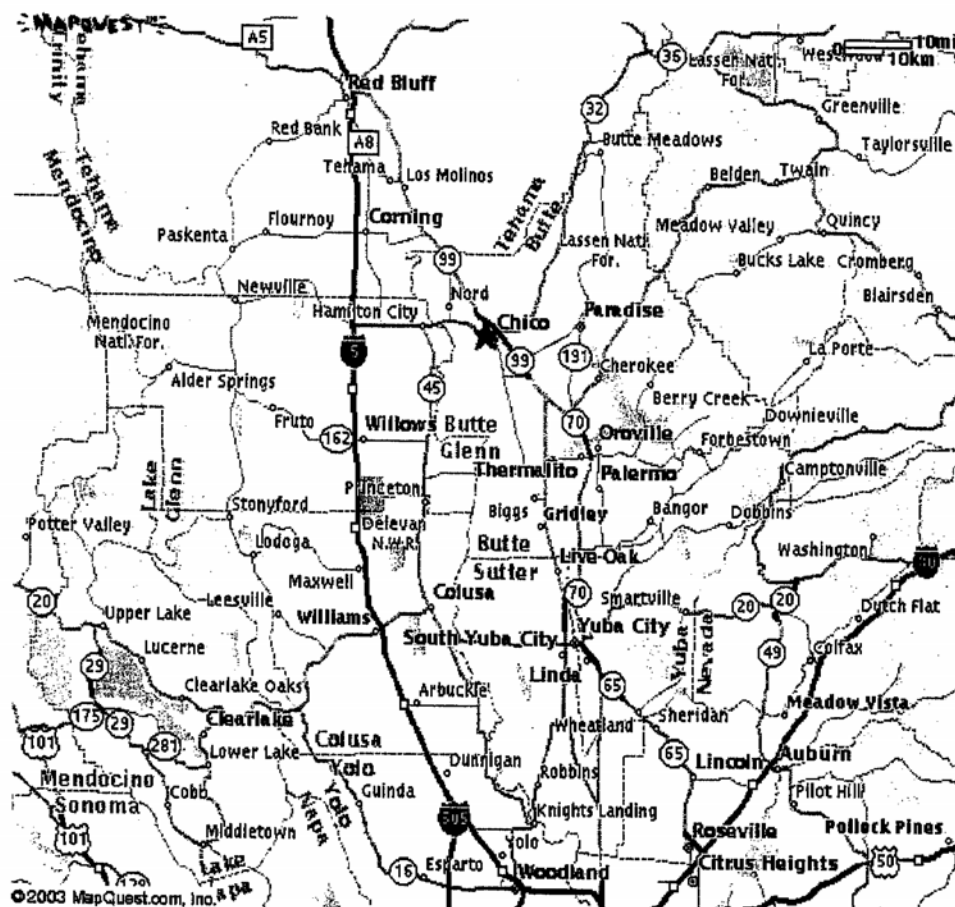 MAPQUEST
A5
36
10mi
0
10km
Tehama
Trinity
Lassen Nat.
For.
Red Bluff
32
Greenville
Red Bank
A8
Butte Meadows
Taylorsville
Tehama
Los Molinos
Belden
Twain
Tehama
Mendocino
Flournoy
Corning
Tehama
Butte
Meadow Valley
Quincy
Paskenta
Lassen Nat.
For.
99
Bucks Lake
Cromberg
Newville
Nord
Blairsden
Hamilton City
Paradise
Mendocino
Natl For.
Chico
5
99
191
La Porte
Alder Springs
45
Cherokee
Berry Creek
Fruto
Willows
Butte
70
Downieville
162
Glenn
Oroville
Forbestown
Thermalito
Palermo
Camptonville
Lake
Glenn
Princeton
Stonyford
Biggs
Gridley
Bangor
Dobbins
Potter Valley
Delevan
N.W.R.
Lodoga
Butte
Live Oak
Washington
80
Maxwell
Sutter
20
Leesville
Colusa
70
Smartville
20
20
Dutch Flat
Upper Lake
Williams
South Yuba City
Yuba City
Yuba
Nevada
Lucerne
49
Colfax
29
Linda
65
Clearlake Oaks
Arbuckle
Meadow Vista
175
29
Clearlake
Wheatland
Sheridan
101
281
Lower Lake
Colusa
Yolo
65
Lincoln
Auburn
Mendocino
Sonoma
Dunnigan
Robbins
Cobb
Guinda
Pilot Hill
Napa
Yolo
505
Knights Landing
101
Middletown
Yolo
Roseville
Pollock Pines
Lake
Napa
16
Esparto
Woodland
Citrus Heights
50
©2003 MapQuest.com, Inc.